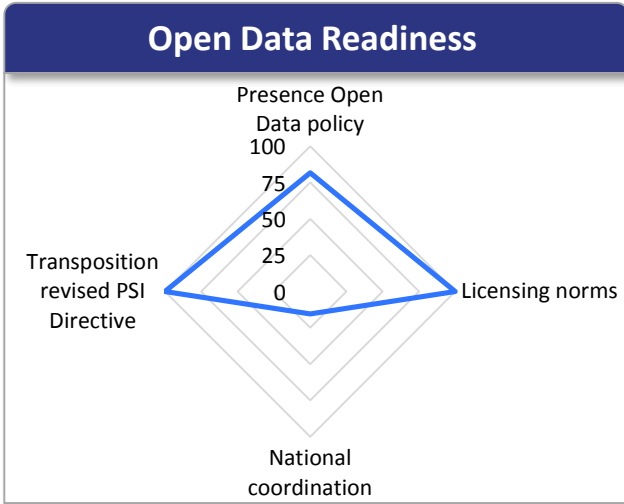 Open Data Readiness
Presence Open
Data policy
100
75
50
25
0
Transposition
revised PSI
Directive
Licensing norms
National
coordination